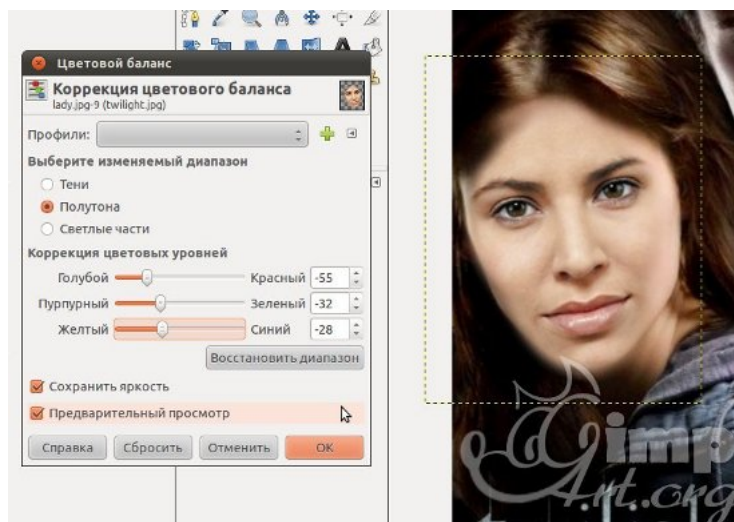 Цветовой баланс
Коррекция цветового баланса
lady.jpg-9 (twilight.jpg)
Профили:
Выберите изменяемый диапазон
Тени
Полутона
Светлые части
Коррекция цветовых уровней
Голубой Красный -55
Пурпурный Зеленый -32
Желтый Синий -28
Восстановить диапазон
Сохранить яркость
Предварительный просмотр
Справка Сбросить Отменить OK
Gimp
Art.org